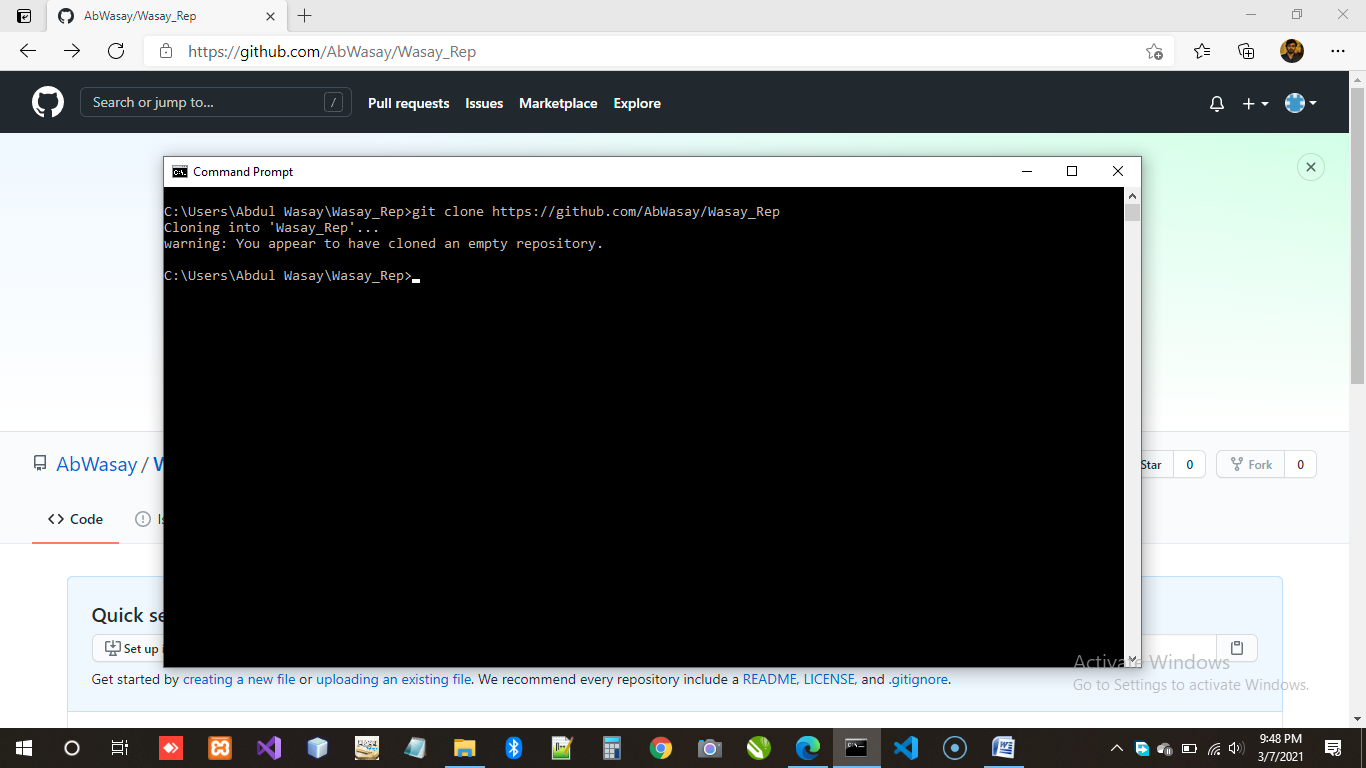 AbWasay/Wasay_Rep
https://github.com/AbWasay/Wasay_Rep
Search or jump to... /
Pull requests Issues Marketplace Explore
Command Prompt
C:\Users\Abdul Wasay\Wasay_Rep>git clone https://github.com/AbWasay/Wasay_Rep
Cloning into 'Wasay_Rep'...
warning: You appear to have cloned an empty repository.
C:\Users\Abdul Wasay\Wasay_Rep>
AbWasay / W
Star 0 Fork 0
Code Is
Quick se
Set up i
Get started by creating a new file or uploading an existing file. We recommend every repository include a README, LICENSE, and .gitignore.
Activate Windows
Go to Settings to activate Windows.
9:48 PM
3/7/2021